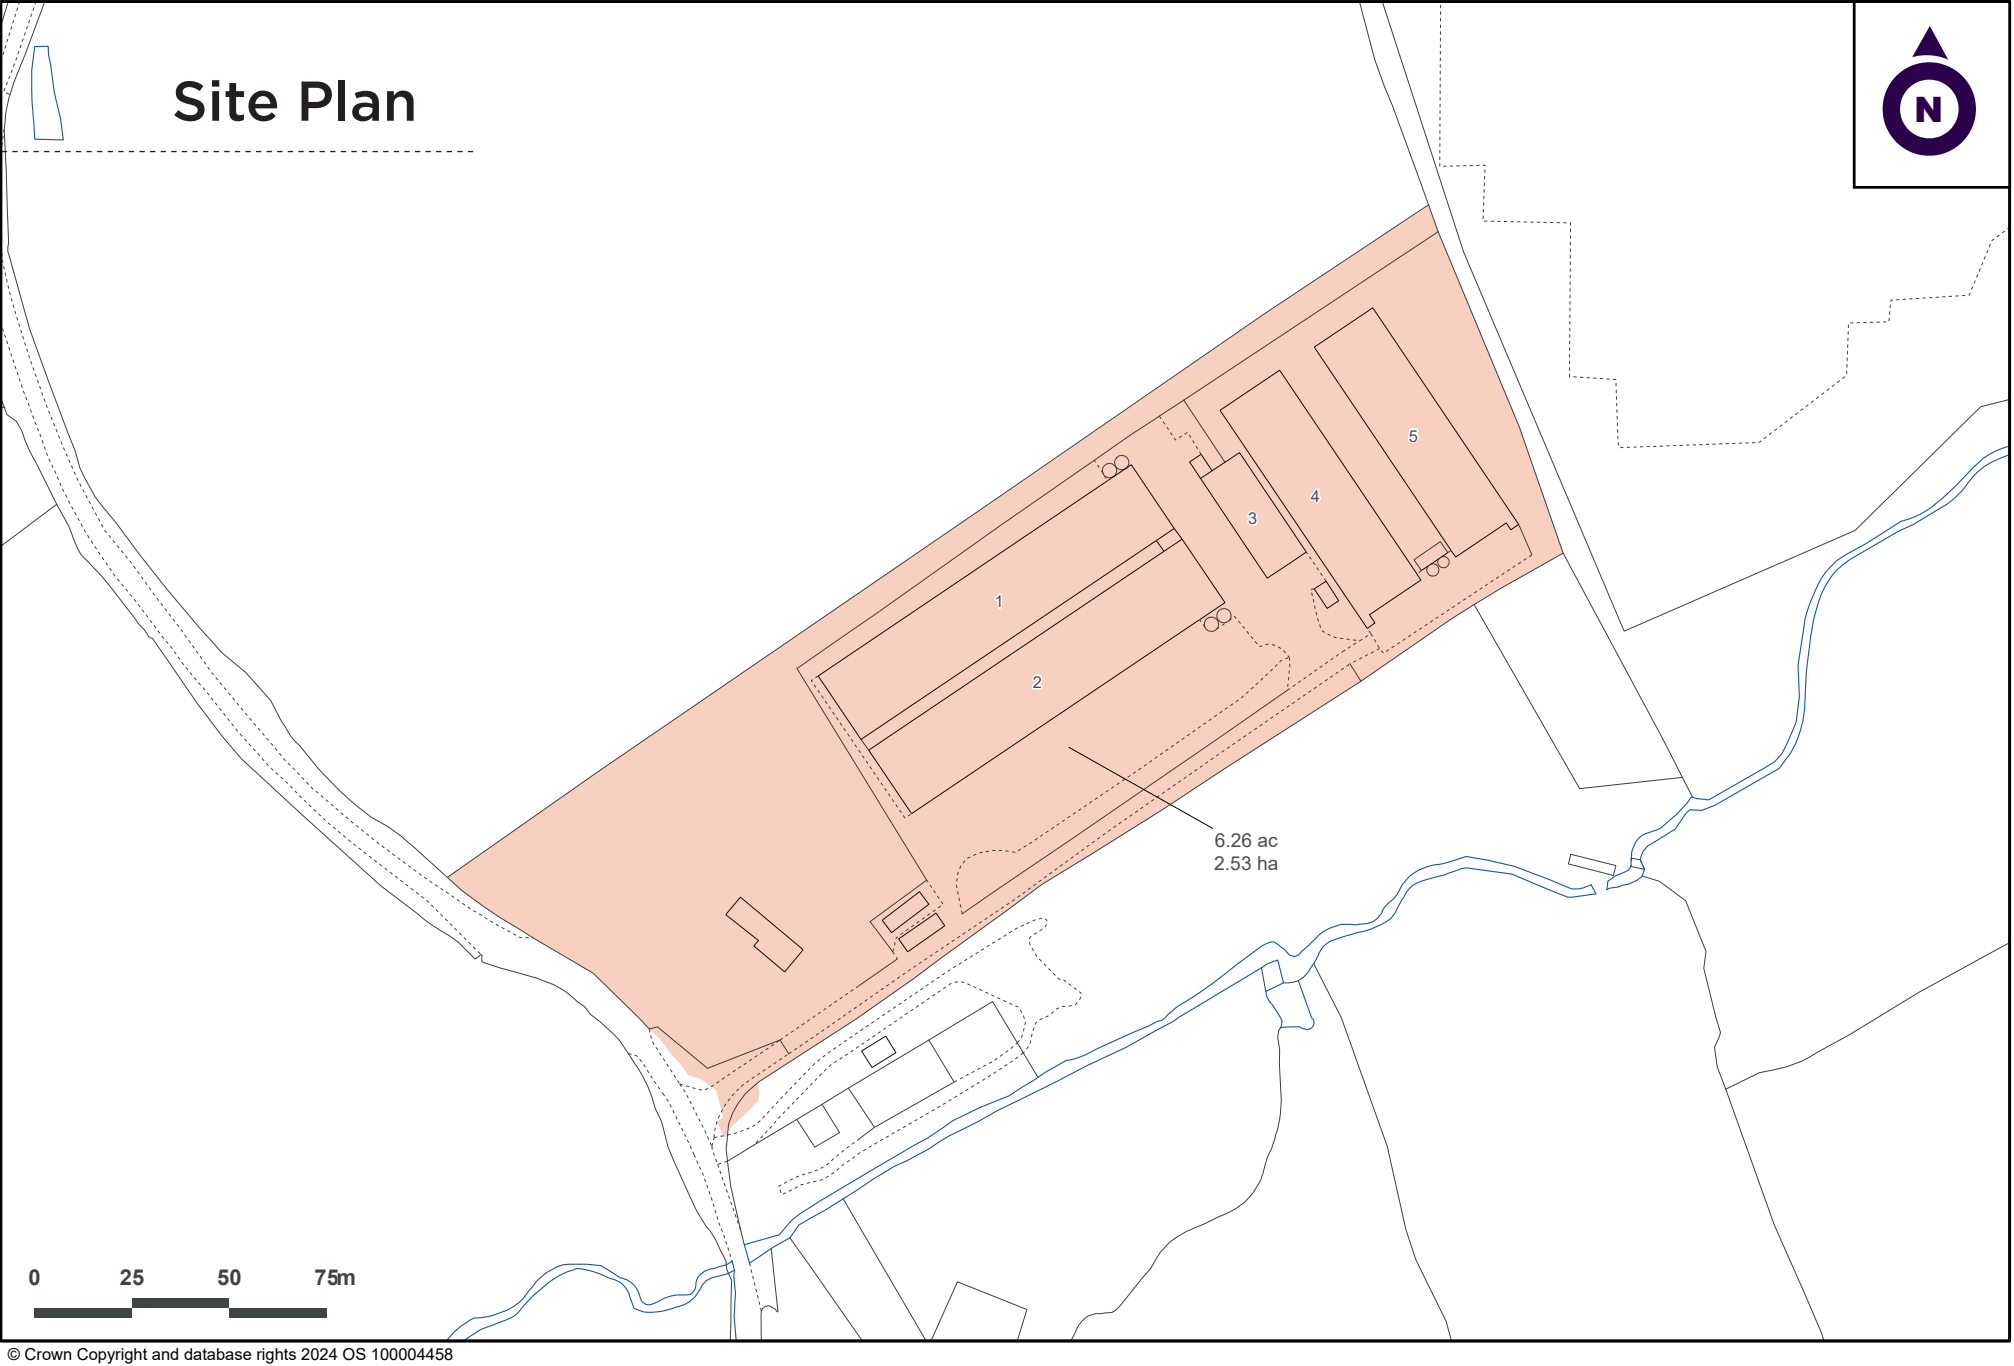 Site Plan
N
5
4
3
1
2
6.26 ac
2.53 ha
0 25 50 75m
© Crown Copyright and database rights 2024 OS 100004458